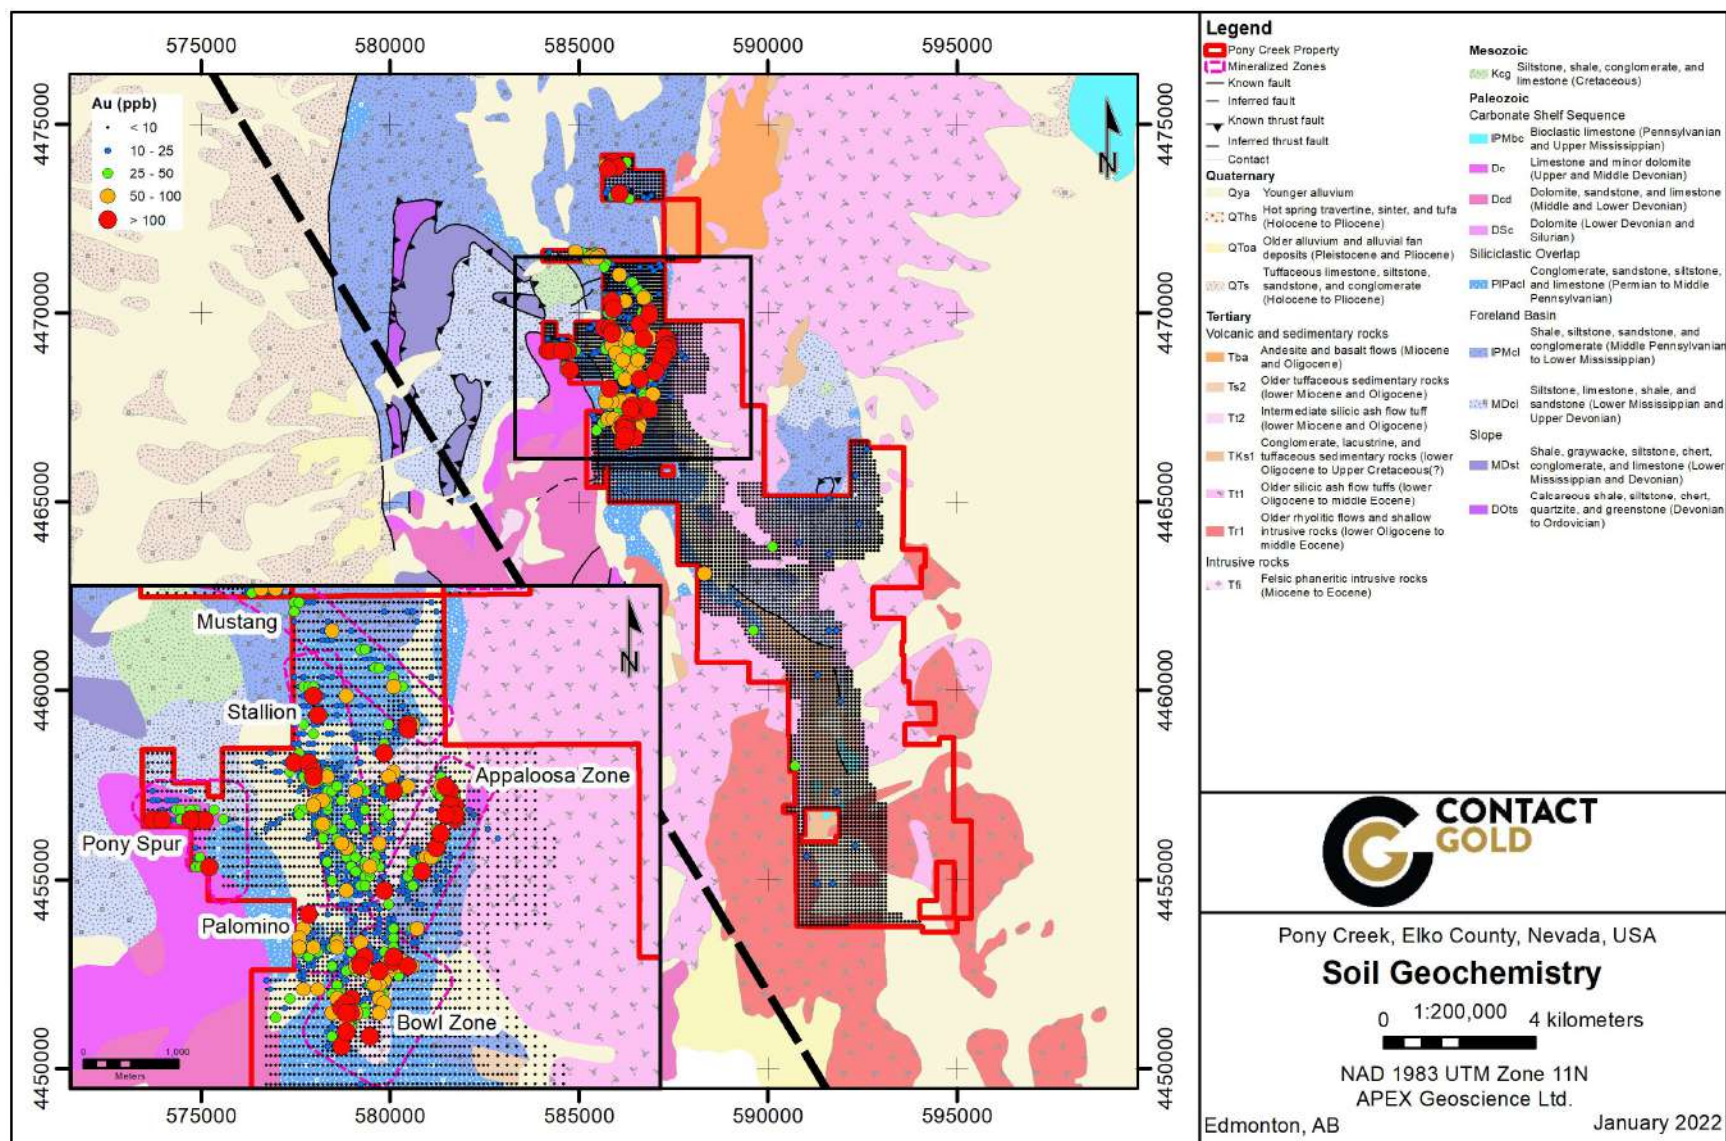 575000 580000 585000 590000 595000
4475000
4470000
4465000
4460000
4455000
4450000
4475000
4470000
4465000
4460000
4455000
4450000
575000 580000 585000 590000 595000
Au (ppb)
< 10
10 - 25
25 - 50
50 - 100
> 100
N
N
Mustang
Stallion
Appaloosa Zone
Pony Spur
Palomino
Bowl Zone
0 1,000
Meters
Legend
Pony Creek Property
Mineralized Zones
Known fault
Inferred fault
Known thrust fault
Inferred thrust fault
Contact
Quaternary
Qya Younger alluvium
QThs Hot spring travertine, sinter, and tufa
(Holocene to Pliocene)
QToa Older alluvium and alluvial fan
deposits (Pleistocene and Pliocene)
QTs Tuffaceous limestone, siltstone,
sandstone, and conglomerate
(Holocene to Pliocene)
Tertiary
Volcanic and sedimentary rocks
Tba Andesite and basalt flows (Miocene
and Oligocene)
Ts2 Older tuffaceous sedimentary rocks
(lower Miocene and Oligocene)
Tt2 Intermediate silicic ash flow tuff
(lower Miocene and Oligocene)
TKs1 Conglomerate, lacustrine, and
tuffaceous sedimentary rocks (lower
Oligocene to Upper Cretaceous(?)
Tt1 Older silicic ash flow tuffs (lower
Oligocene to middle Eocene)
Tr1 Older rhyolitic flows and shallow
intrusive rocks (lower Oligocene to
middle Eocene)
Intrusive rocks
Tfi Felsic phaneritic intrusive rocks
(Miocene to Eocene)
Mesozoic
Kcg Siltstone, shale, conglomerate, and
limestone (Cretaceous)
Paleozoic
Carbonate Shelf Sequence
IPMbc Bioclastic limestone (Pennsylvanian
and Upper Mississippian)
Dc Limestone and minor dolomite
(Upper and Middle Devonian)
Dcd Dolomite, sandstone, and limestone
(Middle and Lower Devonian)
DSc Dolomite (Lower Devonian and
Silurian)
Siliciclastic Overlap
PIPacl Conglomerate, sandstone, siltstone,
and limestone (Permian to Middle
Pennsylvanian)
Foreland Basin
IPMcl Shale, siltstone, sandstone, and
conglomerate (Middle Pennsylvanian
to Lower Mississippian)
MDcl Siltstone, limestone, shale, and
sandstone (Lower Mississippian and
Upper Devonian)
Slope
MDst Shale, graywacke, siltstone, chert,
conglomerate, and limestone (Lower
Mississippian and Devonian)
DOts Calcareous shale, siltstone, chert,
quartzite, and greenstone (Devonian
to Ordovician)
CONTACT
GOLD
Pony Creek, Elko County, Nevada, USA
Soil Geochemistry
1:200,000
0 4 kilometers
NAD 1983 UTM Zone 11N
APEX Geoscience Ltd.
Edmonton, AB January 2022